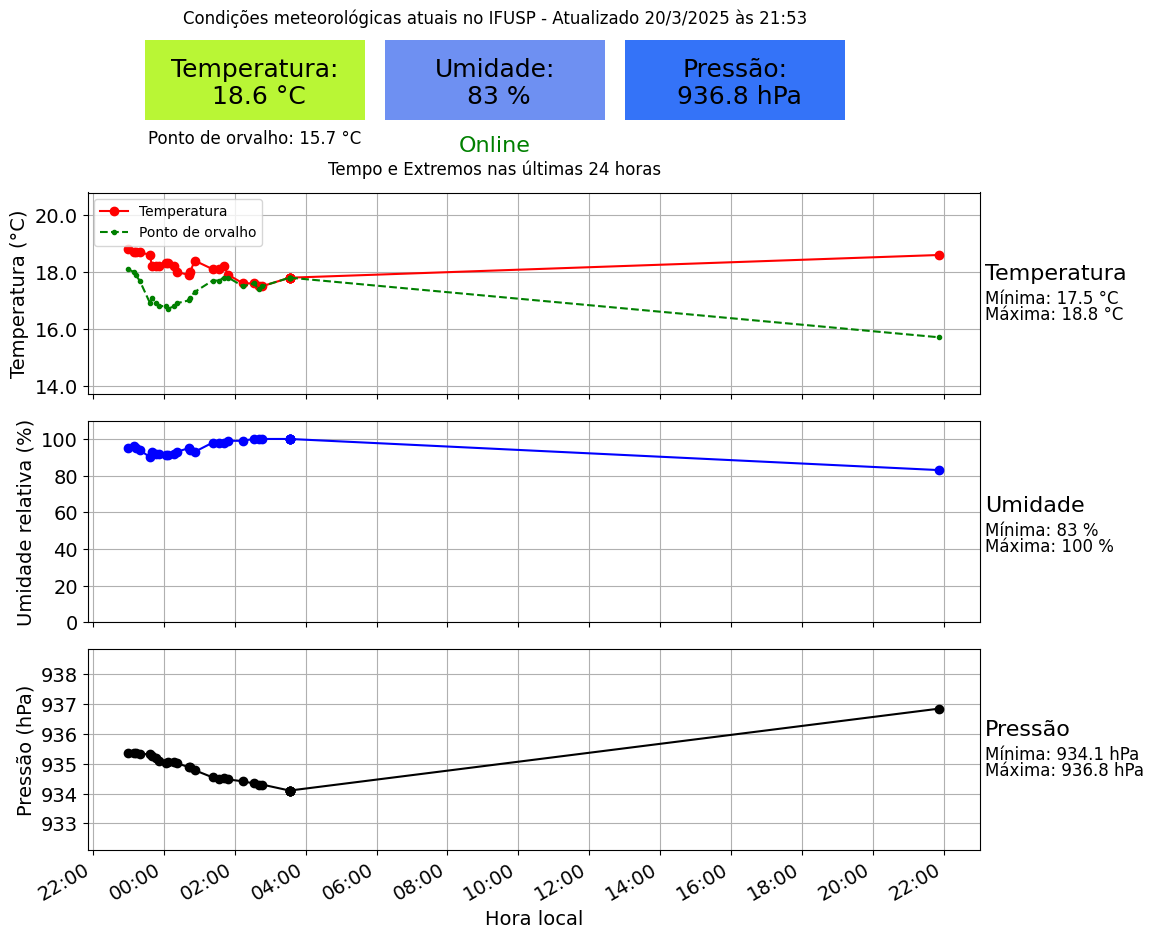 Condições meteorológicas atuais no IFUSP - Atualizado 20/3/2025 às 21:53
Temperatura:
18.6 °C
Umidade:
83 %
Pressão:
936.8 hPa
Ponto de orvalho: 15.7 °C
Online
Tempo e Extremos nas últimas 24 horas
Temperatura (°C)
20.0
18.0
16.0
14.0
Temperatura
Ponto de orvalho
Temperatura
Mínima: 17.5 °C
Máxima: 18.8 °C
Umidade relativa (%)
100
80
60
40
20
0
Umidade
Mínima: 83 %
Máxima: 100 %
Pressão (hPa)
938
937
936
935
934
933
Pressão
Mínima: 934.1 hPa
Máxima: 936.8 hPa
22:00 00:00 02:00 04:00 06:00 08:00 10:00 12:00 14:00 16:00 18:00 20:00 22:00
Hora local